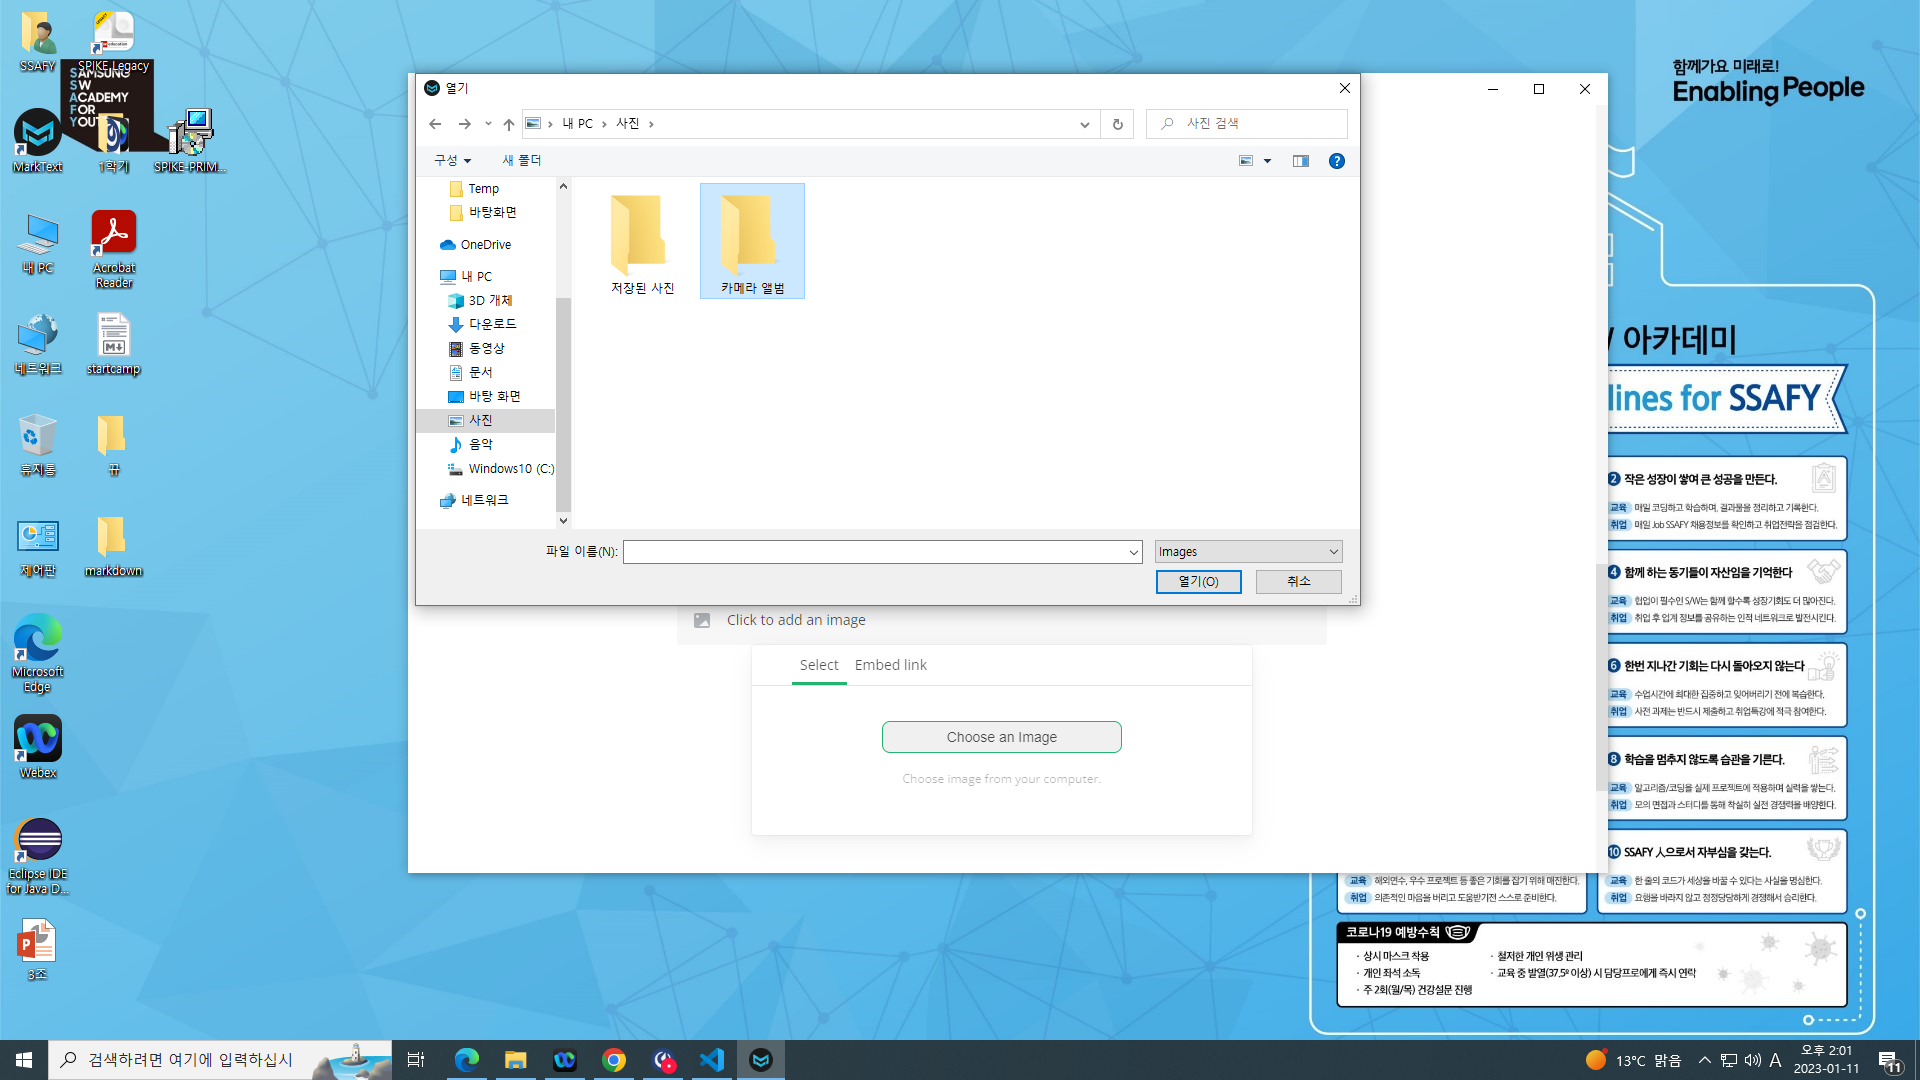 SSAFY
SPIKE Legacy
SAMSUNG
SW
ACADEMY
FOR
YOU
MarkText
1학기
SPIKE-PRIM...
내 PC
Acrobat
Reader
네트워크
startcamp
휴지통
뀨
제어판
markdown
Microsoft
Edge
Webex
Eclipse IDE
for Java D...
3조
열기
내 PC
사진
사진 검색
구성
새 폴더
Temp
바탕화면
OneDrive
내 PC
3D 개체
다운로드
동영상
문서
바탕 화면
사진
음악
Windows10 (C:)
네트워크
저장된 사진
카메라 앨범
파일 이름(N):
Images
열기(O)
취소
Click to add an image
Select
Embed link
Choose an Image
Choose image from your computer.
함께가요 미래로!
Enabling People
아카데미
lines for SSAFY
2 작은 성장이 쌓여 큰 성공을 만든다.
교육 매일 코딩하고 학습하며, 결과물을 정리하고 기록한다.
취업 매일 Job SSAFY 채용정보를 확인하고 취업전략을 점검한다.
4 함께 하는 동기들이 자산임을 기억한다
교육 협업이 필수인 S/W는 함께 할수록 성장기회도 더 많아진다.
취업 취업 후 업계 정보를 공유하는 인적 네트워크로 발전시킨다.
6 한번 지나간 기회는 다시 돌아오지 않는다
교육 수업시간에 최대한 집중하고 잊어버리기 전에 복습한다.
취업 사전 과제는 반드시 제출하고 취업특강에 적극 참여한다.
8 학습을 멈추지 않도록 습관을 기른다.
교육 알고리즘/코딩을 실제 프로젝트에 적용하며 실력을 쌓는다.
취업 모의 면접과 스터디를 통해 착실히 실전 경쟁력을 배양한다.
10 SSAFY 人으로서 자부심을 갖는다.
교육 한 줄의 코드가 세상을 바꿀 수 있다는 사실을 명심한다.
취업 요행을 바라지 않고 정정당당하게 경쟁해서 승리한다.
교육 해외연수, 우수 프로젝트 등 좋은 기회를 잡기 위해 매진한다.
취업 의존적인 마음을 버리고 도움받기전 스스로 준비한다.
코로나19 예방수칙
· 상시 마스크 착용
· 철저한 개인 위생 관리
· 개인 좌석 소독
· 교육 중 발열(37.5º 이상) 시 담당프로에게 즉시 연락
· 주 2회(월/목) 건강설문 진행
검색하려면 여기에 입력하십시
13°C 맑음
A
오후 2:01
2023-01-11
11